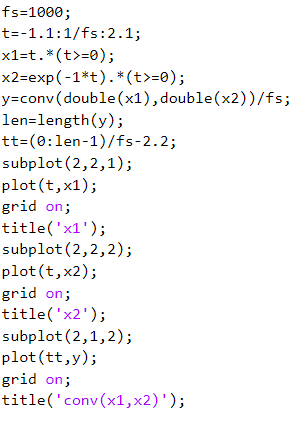 fs=1000;
t=-1.1:1/fs:2.1;
x1=t.*(t>=0);
x2=exp(-1*t).*(t>=0);
y=conv(double(x1),double(x2))/fs;
len=length(y);
tt=(0:len-1)/fs-2.2;
subplot(2,2,1);
plot(t,x1);
grid on;
title('x1');
subplot(2,2,2);
plot(t,x2);
grid on;
title('x2');
subplot(2,1,2);
plot(tt,y);
grid on;
title('conv(x1,x2)');